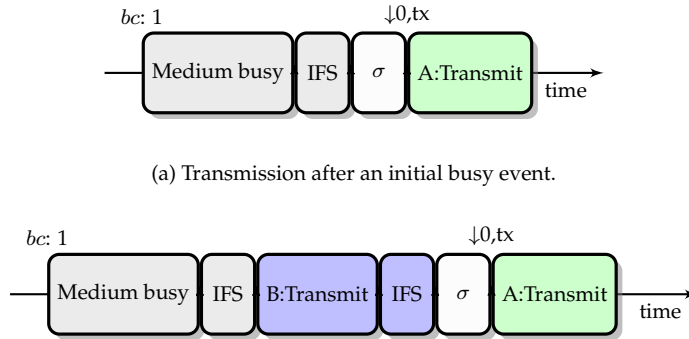 bc: 1 ↓0,tx
Medium busy IFS σ A:Transmit
time
(a) Transmission after an initial busy event.
bc: 1 ↓0,tx
Medium busy IFS B:Transmit IFS σ A:Transmit
time